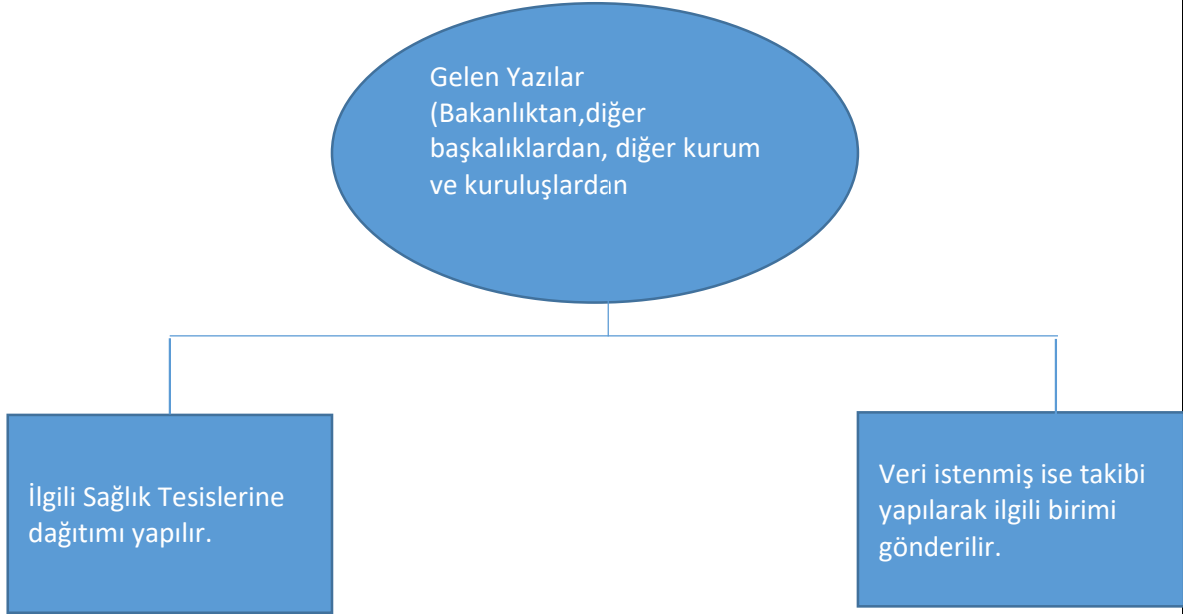 Gelen Yazılar
(Bakanlıktan,diğer
başkalıklardan, diğer kurum
ve kuruluşlardan
İlgili Sağlık Tesislerine
dağıtımı yapılır.
Veri istenmiş ise takibi
yapılarak ilgili birimi
gönderilir.